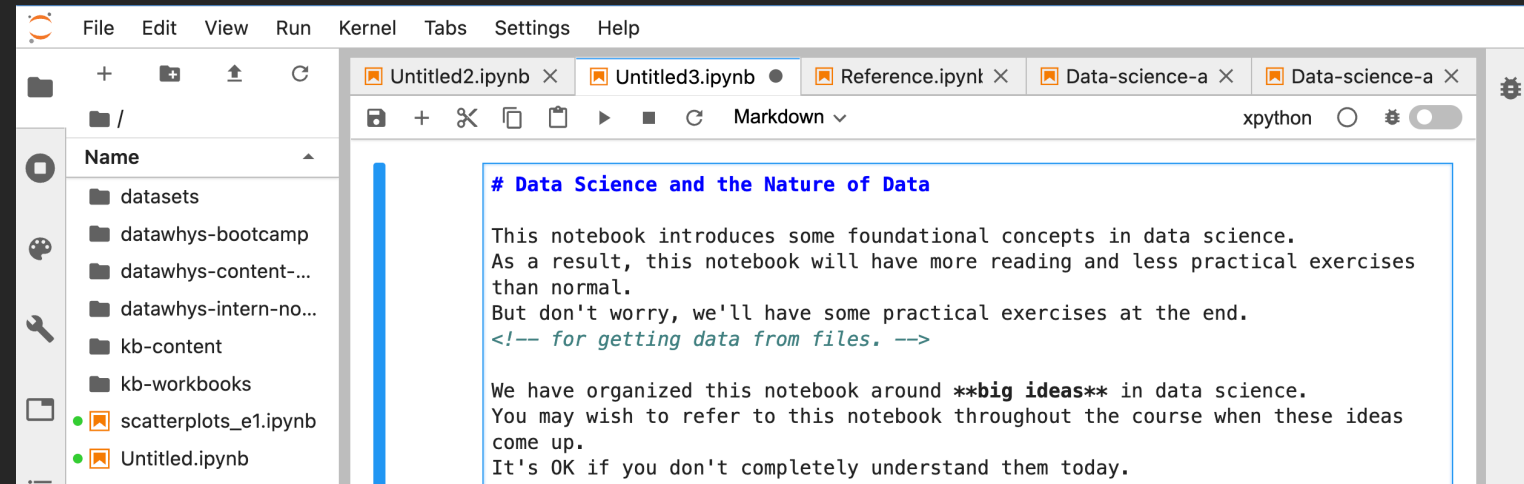 File Edit View Run Kernel Tabs Settings Help
Untitled2.ipynb Untitled3.ipynb Reference.ipynb Data-science-a Data-science-a
/
Markdown xpython
Name
datasets
datawhys-bootcamp
datawhys-content-...
datawhys-intern-no...
kb-content
kb-workbooks
scatterplots_e1.ipynb
Untitled.ipynb
# Data Science and the Nature of Data
This notebook introduces some foundational concepts in data science.
As a result, this notebook will have more reading and less practical exercises
than normal.
But don't worry, we'll have some practical exercises at the end.
<!-- for getting data from files. -->
We have organized this notebook around **big ideas** in data science.
You may wish to refer to this notebook throughout the course when these ideas
come up.
It's OK if you don't completely understand them today.